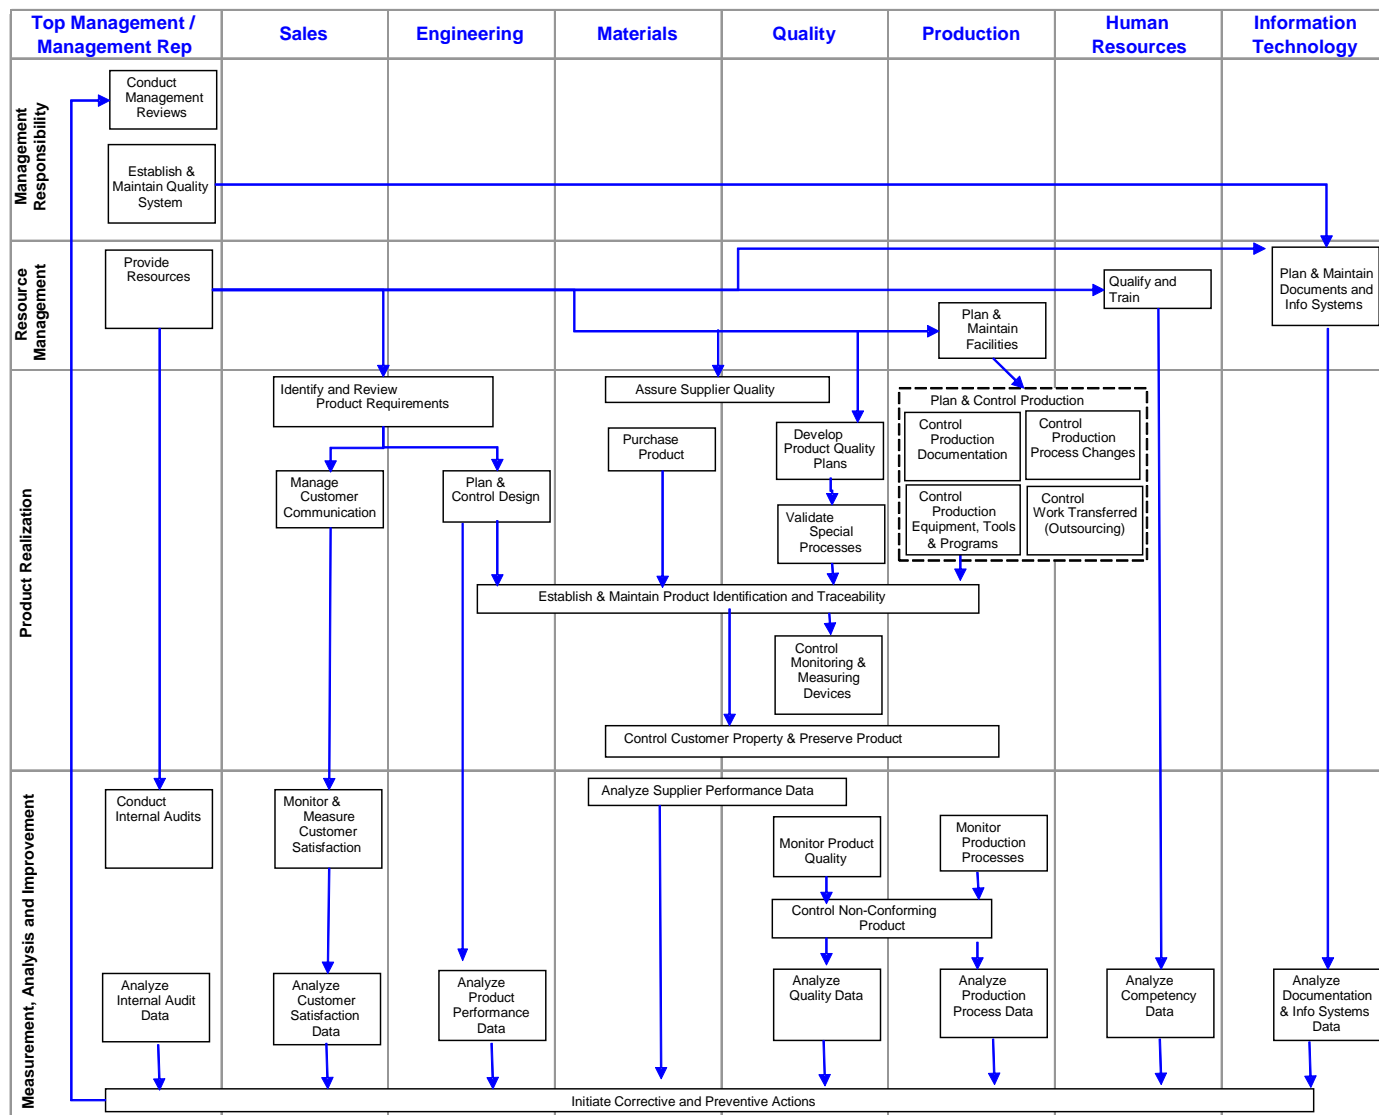 Top Management /
Management Rep
Sales
Engineering
Materials
Quality
Production
Human
Resources
Information
Technology
Management
Responsibility
Conduct
Management
Reviews
Establish &
Maintain Quality
System
Resource
Management
Provide
Resources
Plan &
Maintain
Facilities
Qualify and
Train
Plan & Maintain
Documents and
Info Systems
Product Realization
Identify and Review
Product Requirements
Assure Supplier Quality
Plan & Control Production
Control
Production
Documentation
Control
Production
Process Changes
Control
Production
Equipment, Tools
& Programs
Control
Work Transferred
(Outsourcing)
Purchase
Product
Develop
Product Quality
Plans
Manage
Customer
Communication
Plan &
Control Design
Validate
Special
Processes
Establish & Maintain Product Identification and Traceability
Control
Monitoring &
Measuring
Devices
Control Customer Property & Preserve Product
Measurement, Analysis and Improvement
Conduct
Internal Audits
Monitor &
Measure
Customer
Satisfaction
Analyze Supplier Performance Data
Monitor Product
Quality
Monitor
Production
Processes
Control Non-Conforming
Product
Analyze
Internal Audit
Data
Analyze
Customer
Satisfaction
Data
Analyze
Product
Performance
Data
Analyze
Quality Data
Analyze
Production
Process Data
Analyze
Competency
Data
Analyze
Documentation
& Info Systems
Data
Initiate Corrective and Preventive Actions